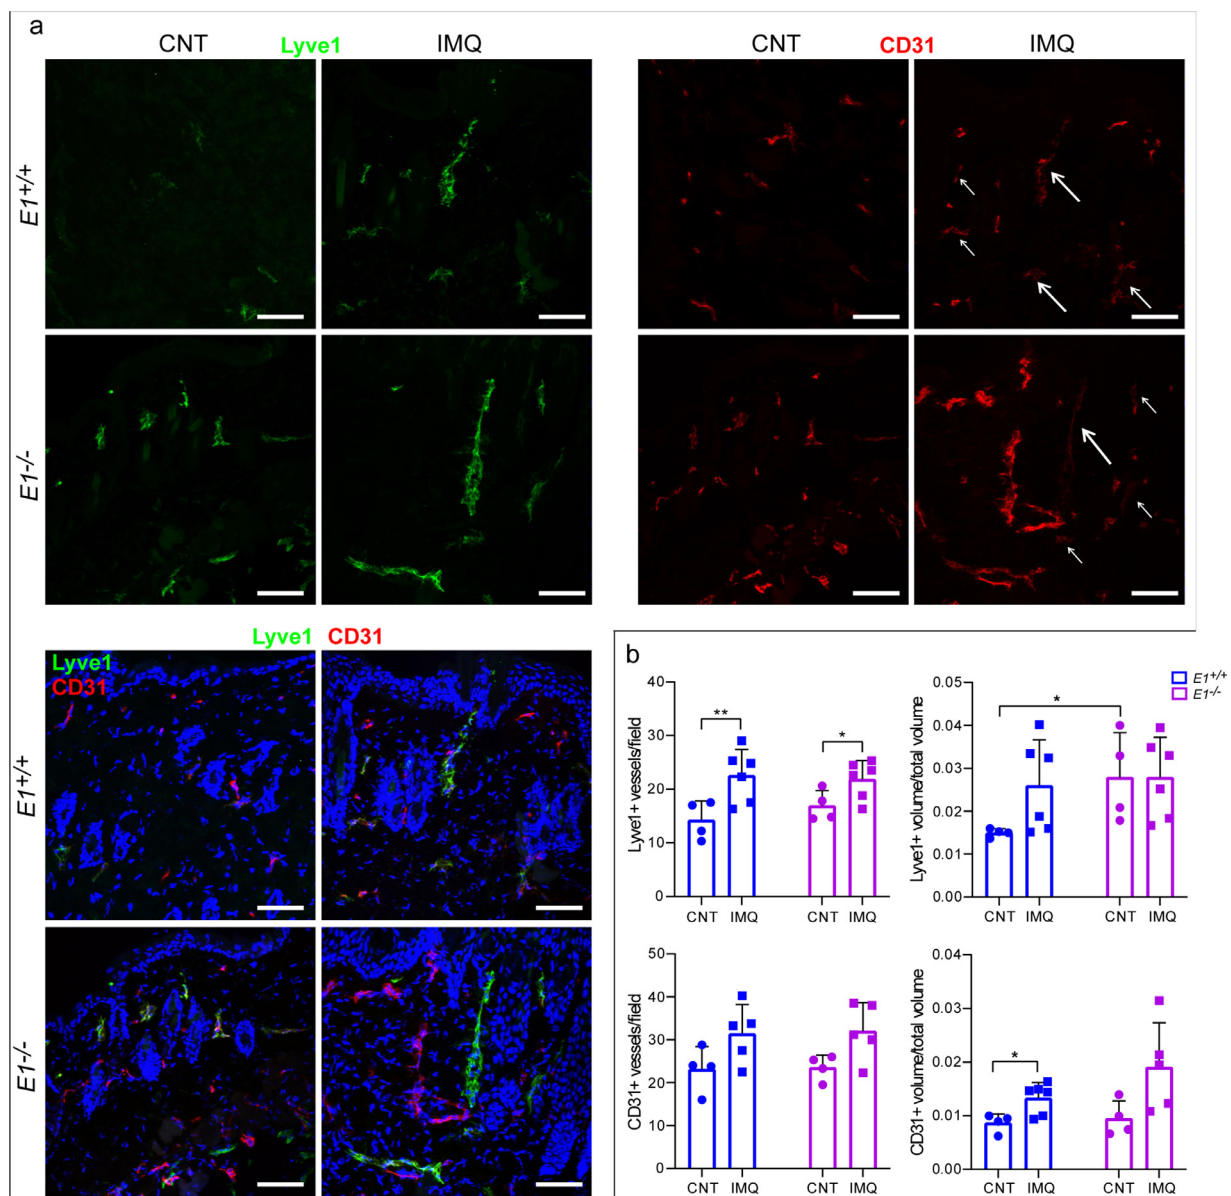 a
CNT Lyve1 IMQ
CNT CD31 IMQ
E1+/+
E1-/-
Lyve1 CD31
Lyve1
CD31
E1+/+
E1-/-
b
E1+/+
E1-/-
Lyve1+ vessels/field
40
30
20
10
0
**
*
CNT IMQ CNT IMQ
Lyve1+ volume/total volume
0.05
0.04
0.03
0.02
0.01
0.00
*
CNT IMQ CNT IMQ
CD31+ vessels/field
50
40
30
20
10
0
CNT IMQ CNT IMQ
CD31+ volume/total volume
0.04
0.03
0.02
0.01
0.00
*
CNT IMQ CNT IMQ